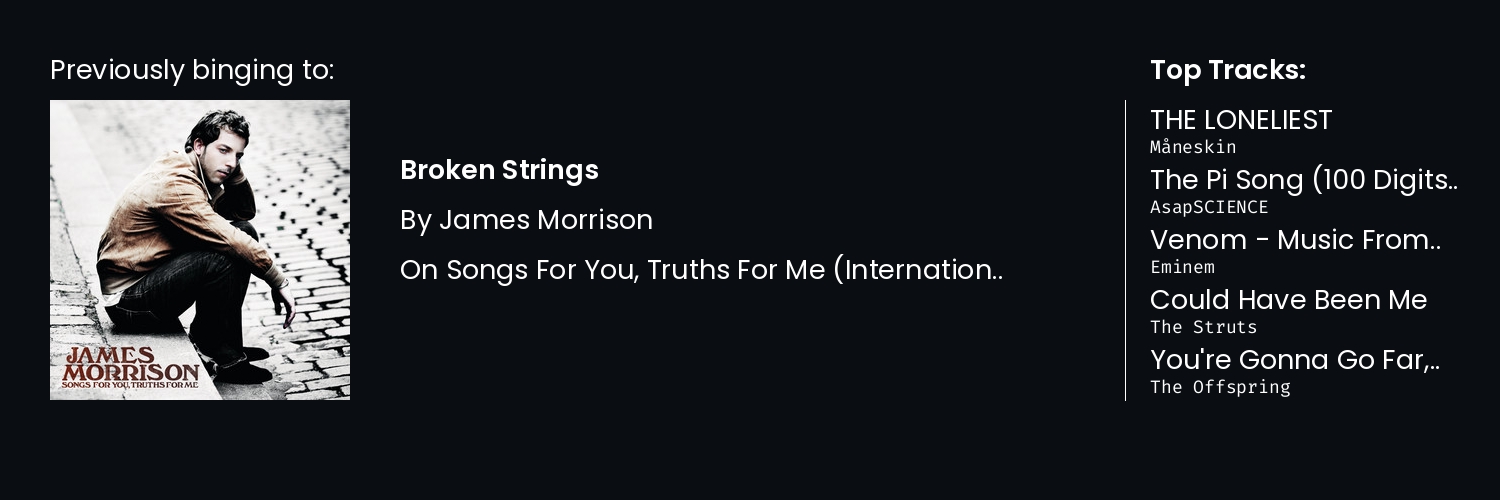 Previously binging to:
JAMES
MORRISON
SONGS FOR YOU, TRUTHS FOR ME
Broken Strings
By James Morrison
On Songs For You, Truths For Me (Internation..
Top Tracks:
THE LONELIEST
Måneskin
The Pi Song (100 Digits..
AsapSCIENCE
Venom - Music From..
Eminem
Could Have Been Me
The Struts
You're Gonna Go Far,..
The Offspring